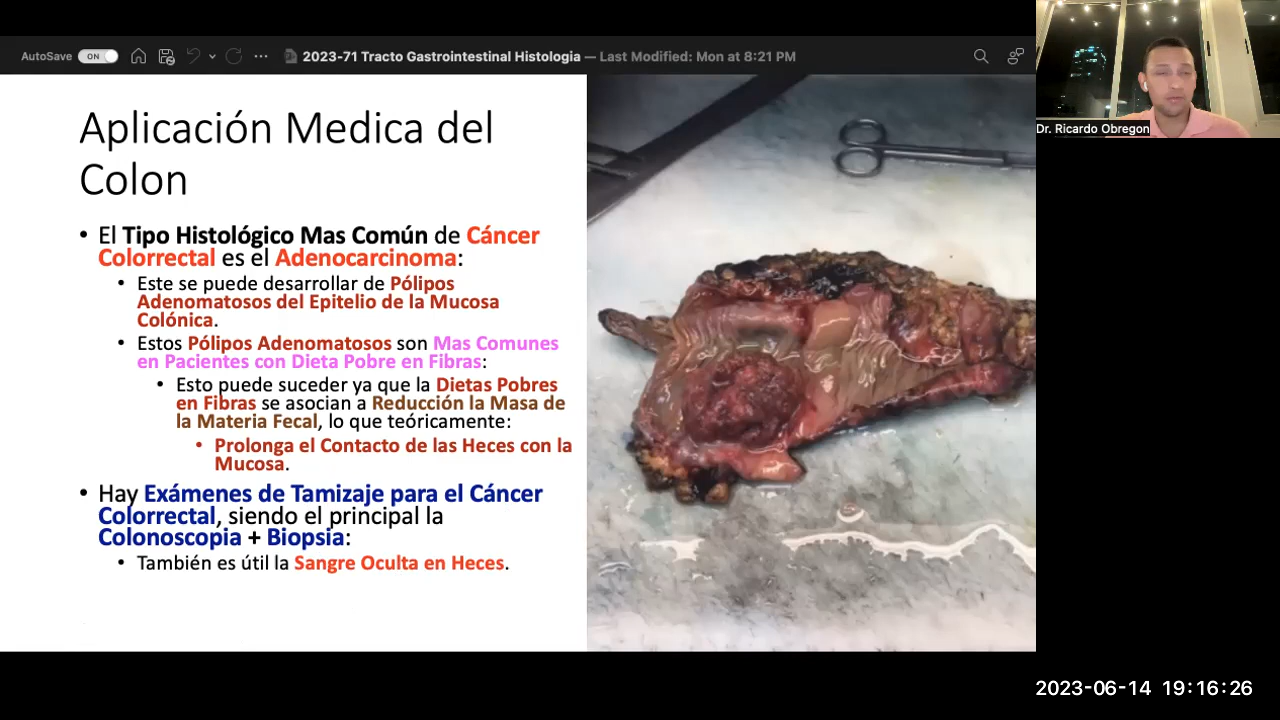 AutoSave ON 2023-71 Tracto Gastrointestinal Histologia — Last Modified: Mon at 8:21 PM
Dr. Ricardo Obregon
Aplicación Medica del
Colon
• El Tipo Histológico Mas Común de Cáncer
Colorrectal es el Adenocarcinoma:
• Este se puede desarrollar de Pólipos
Adenomatosos del Epitelio de la Mucosa
Colónica.
• Estos Pólipos Adenomatosos son Mas Comunes
en Pacientes con Dieta Pobre en Fibras:
• Esto puede suceder ya que la Dietas Pobres
en Fibras se asocian a Reducción la Masa de
la Materia Fecal, lo que teóricamente:
• Prolonga el Contacto de las Heces con la
Mucosa.
• Hay Exámenes de Tamizaje para el Cáncer
Colorrectal, siendo el principal la
Colonoscopia + Biopsia:
• También es útil la Sangre Oculta en Heces.
2023-06-14 19:16:26